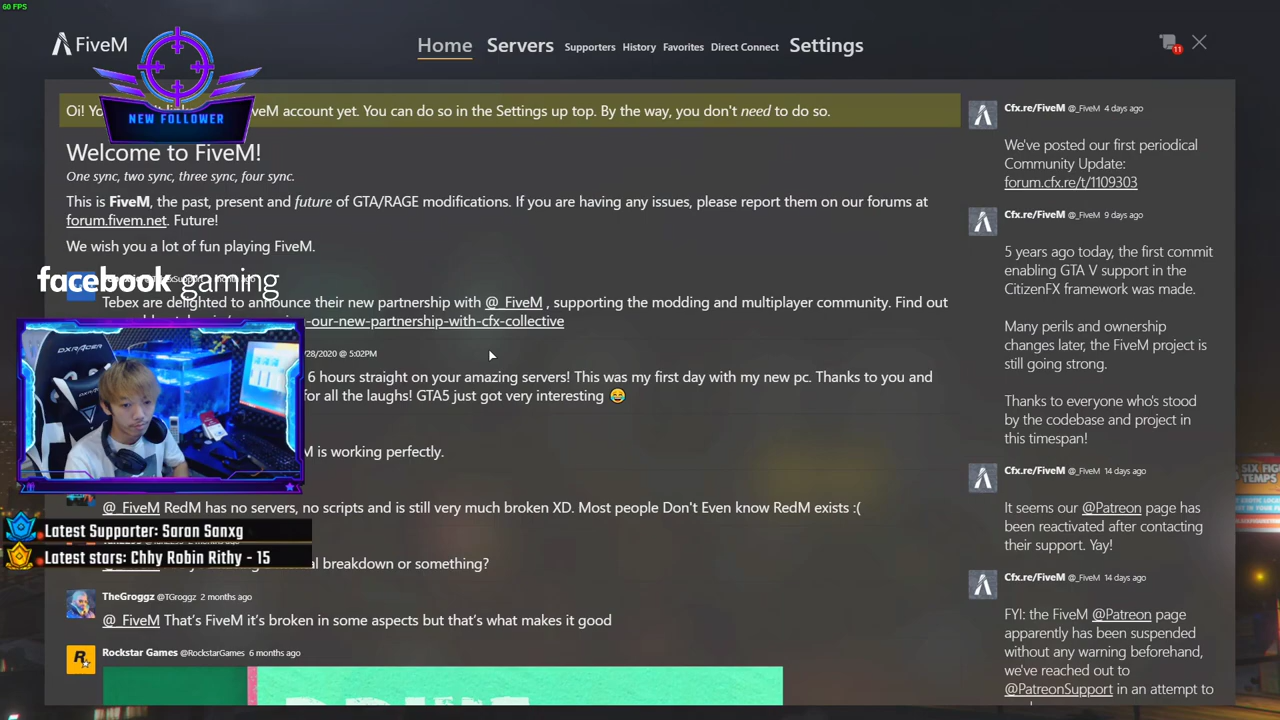 60 FPS
FiveM
Home Servers Supporters History Favorites Direct Connect Settings
11
NEW FOLLOWER
Oi! account yet. You can do so in the Settings up top. By the way, you don't need to do so.
Welcome to FiveM!
One sync, two sync, three sync, four sync.
This is FiveM, the past, present and future of GTA/RAGE modifications. If you are having any issues, please report them on our forums at
forum.fivem.net. Future!
We wish you a lot of fun playing FiveM.
facebook gaming
Tebex are delighted to announce their new partnership with @_FiveM , supporting the modding and multiplayer community. Find out
-our-new-partnership-with-cfx-collective
/28/2020 @ 5:02PM
6 hours straight on your amazing servers! This was my first day with my new pc. Thanks to you and
for all the laughs! GTA5 just got very interesting 😂
DXRACER
M is working perfectly.
@_FiveM RedM has no servers, no scripts and is still very much broken XD. Most people Don't Even know RedM exists :(
Latest Supporter: Saran Sanxg
Latest stars: Chhy Robin Rithy - 15
breakdown or something?
TheGroggz @TGroggz 2 months ago
@_FiveM That's FiveM it's broken in some aspects but that's what makes it good
Rockstar Games @RockstarGames 6 months ago
Cfx.re/FiveM @_FiveM 4 days ago
We've posted our first periodical
Community Update:
forum.cfx.re/t/1109303
Cfx.re/FiveM @_FiveM 9 days ago
5 years ago today, the first commit
enabling GTA V support in the
CitizenFX framework was made.
Many perils and ownership
changes later, the FiveM project is
still going strong.
Thanks to everyone who's stood
by the codebase and project in
this timespan!
Cfx.re/FiveM @_FiveM 14 days ago
It seems our @Patreon page
has been reactivated after contacting
their support. Yay!
Cfx.re/FiveM @_FiveM 14 days ago
FYI: the FiveM @Patreon page
apparently has been suspended
without any warning beforehand,
we've reached out to
@PatreonSupport in an attempt to
SIX FIGURE
TEMPS